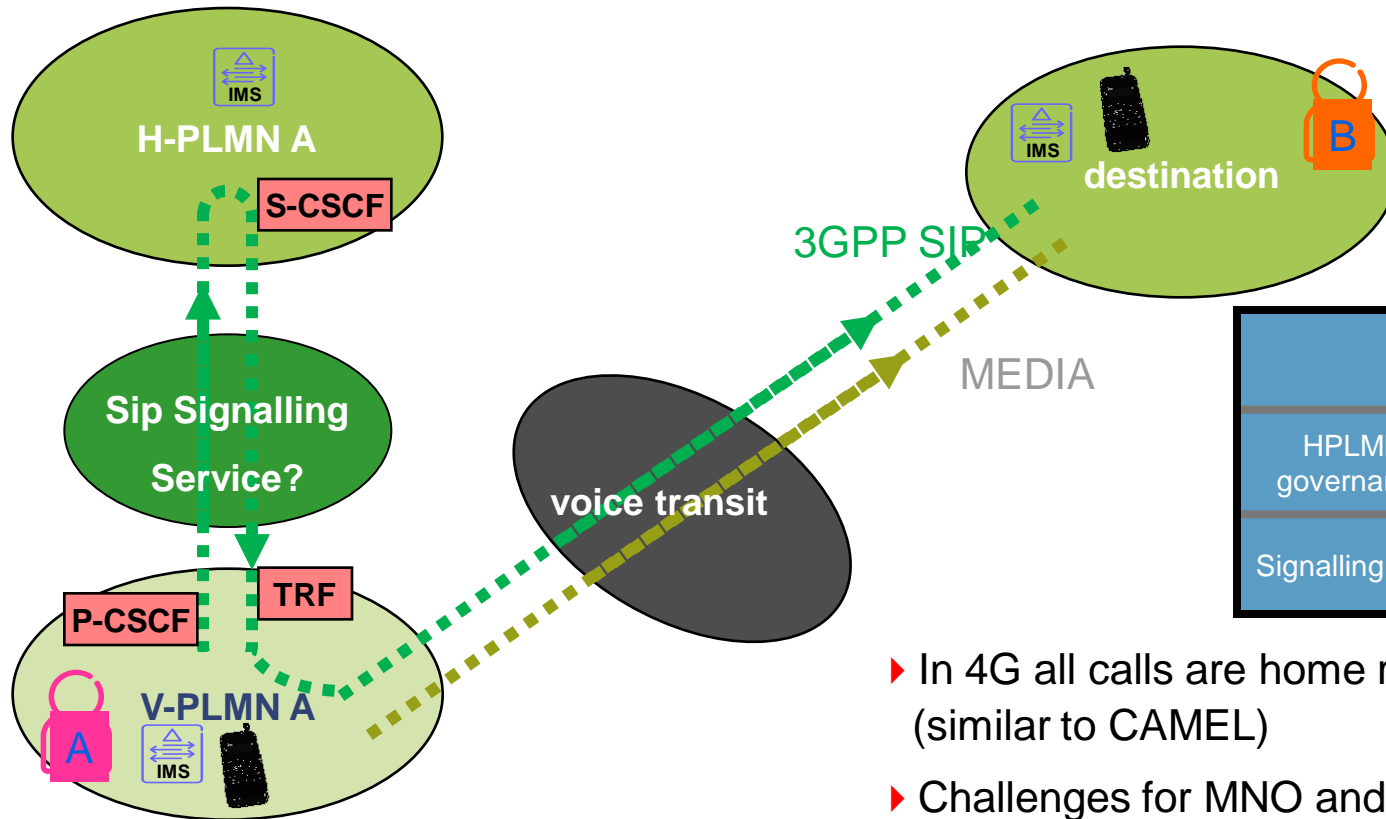 IMS
H-PLMN A
S-CSCF
Sip Signalling
Service?
P-CSCF
TRF
V-PLMN A
A
IMS
voice transit
3GPP SIP
MEDIA
IMS
destination
B
Signalling
In 4G all calls are home
(similar to CAMEL)
Challenges for MNO and